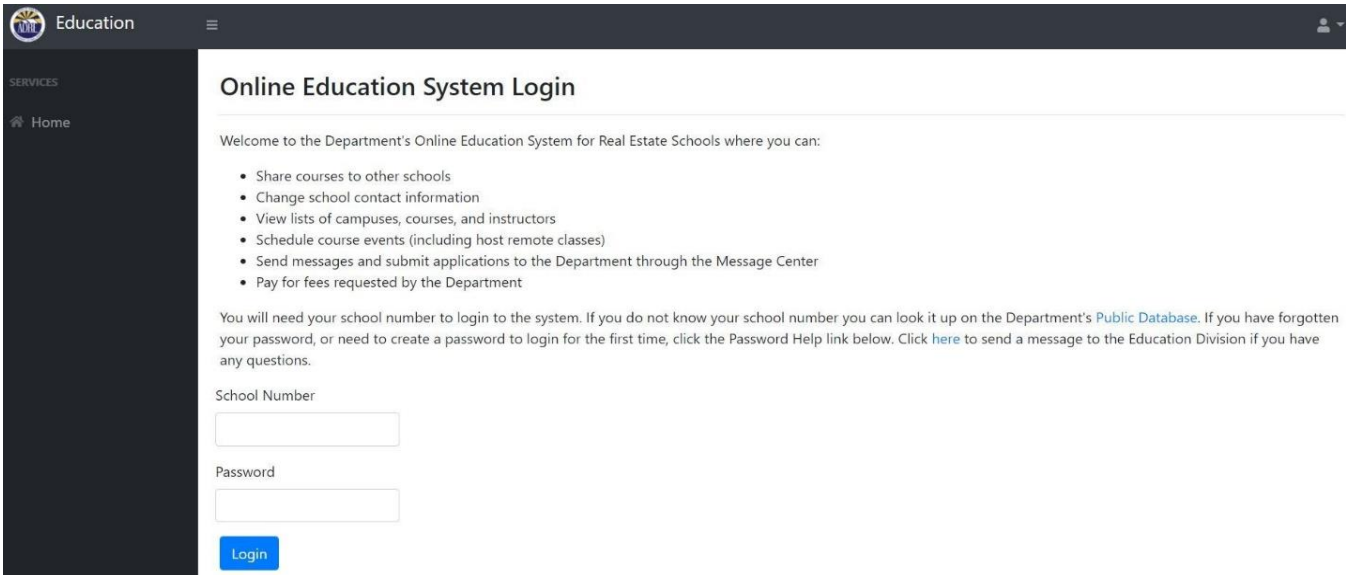 ADRE
Education
SERVICES
Home
Online Education System Login
Welcome to the Department's Online Education System for Real Estate Schools where you can:
• Share courses to other schools
• Change school contact information
• View lists of campuses, courses, and instructors
• Schedule course events (including host remote classes)
• Send messages and submit applications to the Department through the Message Center
• Pay for fees requested by the Department
You will need your school number to login to the system. If you do not know your school number you can look it up on the Department's Public Database. If you have forgotten
your password, or need to create a password to login for the first time, click the Password Help link below. Click here to send a message to the Education Division if you have
any questions.
School Number
Password
Login